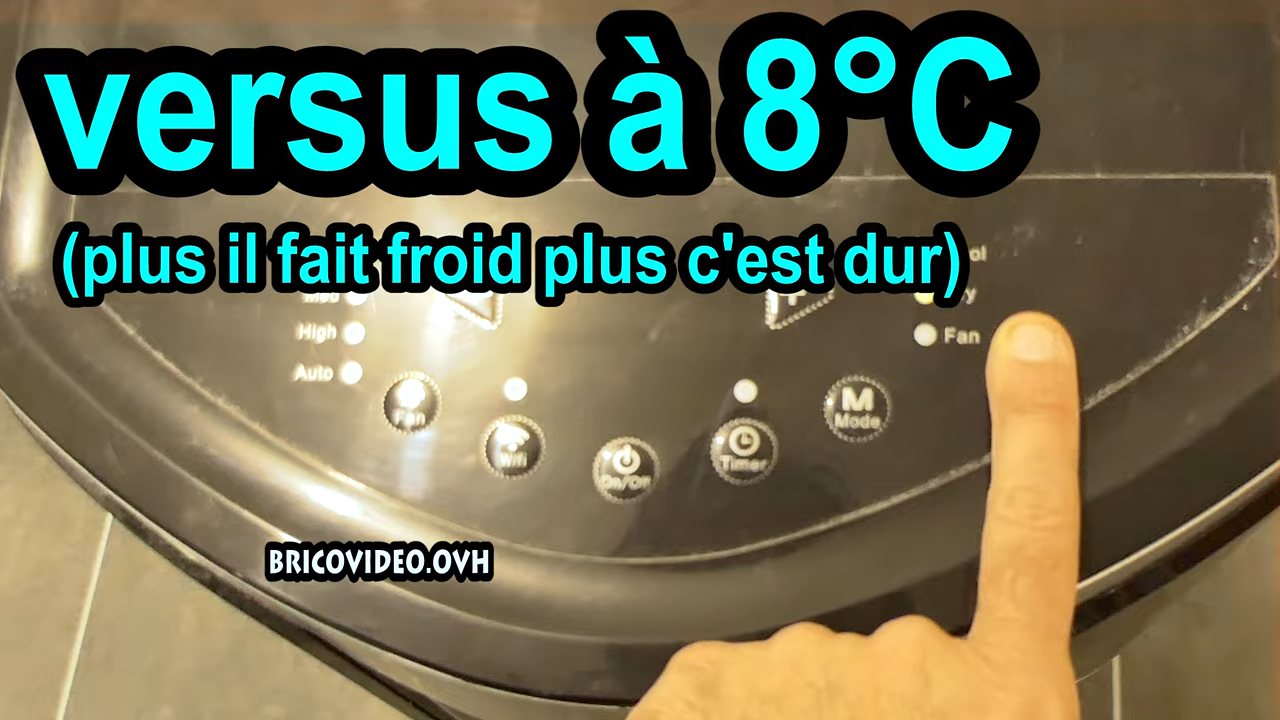 versus à 8°C
(plus il fait froid plus c'est dur)
High
Fan
Auto
Fan
M
Mode
Wifi
Timer
On/On
BRICOVIDEO.OVH